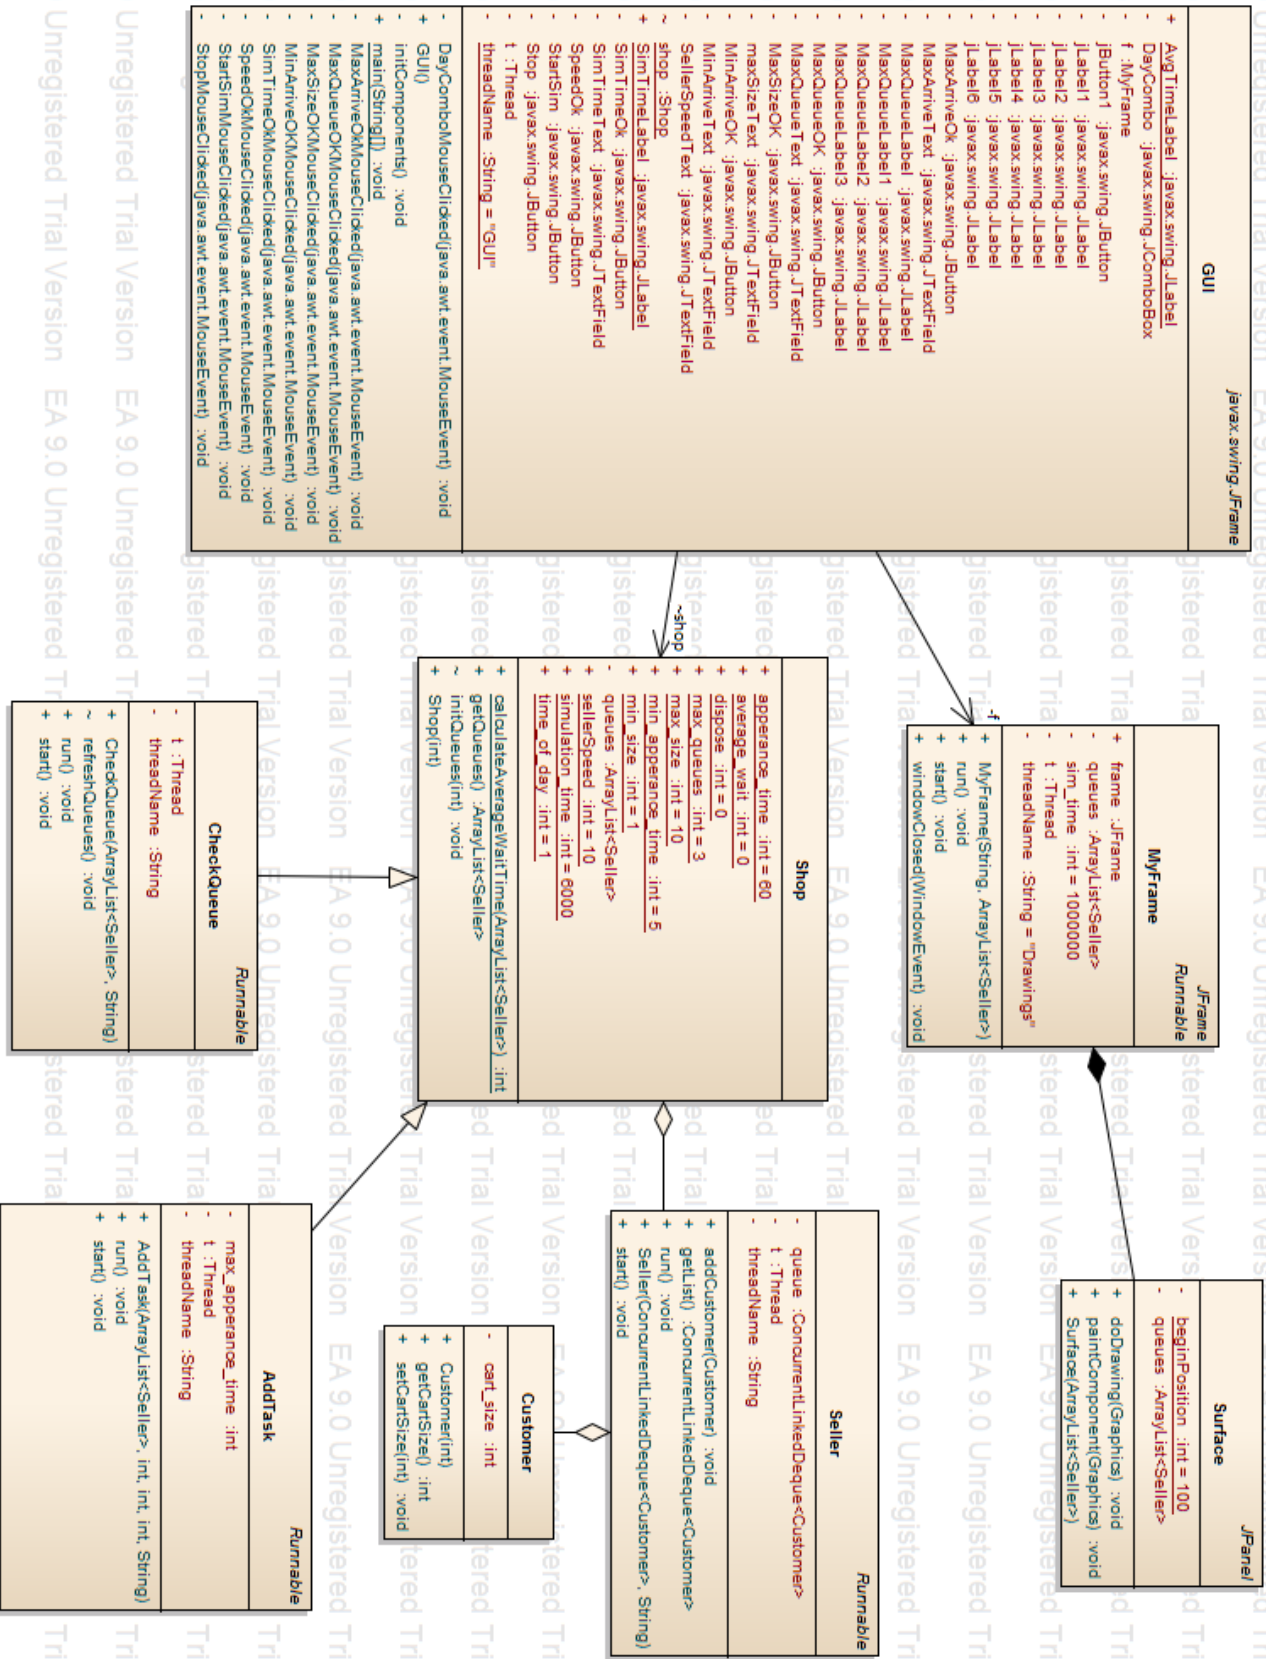 javax.swing.JFrame
GUI
+ AvgTimeLabel :javax.swing.JLabel
- DayCombo :javax.swing.JComboBox
- f :MyFrame
- jButton1 :javax.swing.JButton
- jLabel1 :javax.swing.JLabel
- jLabel2 :javax.swing.JLabel
- jLabel3 :javax.swing.JLabel
- jLabel4 :javax.swing.JLabel
- jLabel5 :javax.swing.JLabel
- jLabel6 :javax.swing.JLabel
- MaxArriveOk :javax.swing.JButton
- MaxArriveText :javax.swing.JTextField
- MaxQueueLabel :javax.swing.JLabel
- MaxQueueLabel1 :javax.swing.JLabel
- MaxQueueLabel2 :javax.swing.JLabel
- MaxQueueLabel3 :javax.swing.JLabel
- MaxQueueOK :javax.swing.JButton
- MaxQueueText :javax.swing.JTextField
- MaxSizeOK :javax.swing.JButton
- maxSizeText :javax.swing.JTextField
- MinArriveOK :javax.swing.JButton
- MinArriveText :javax.swing.JTextField
- SellerSpeedText :javax.swing.JTextField
~ shop :Shop
+ SimTimeLabel :javax.swing.JLabel
- SimTimeOk :javax.swing.JButton
- SimTimeText :javax.swing.JTextField
- SpeedOk :javax.swing.JButton
- StartSim :javax.swing.JButton
- Stop :javax.swing.JButton
- t :Thread
- threadName :String = "GUI"
- DayComboMouseClicked(java.awt.event.MouseEvent) :void
+ GUI()
- initComponents() :void
+ main(String[]) :void
- MaxArriveOkMouseClicked(java.awt.event.MouseEvent) :void
- MaxQueueOKMouseClicked(java.awt.event.MouseEvent) :void
- MaxSizeOKMouseClicked(java.awt.event.MouseEvent) :void
- MinArriveOKMouseClicked(java.awt.event.MouseEvent) :void
- SimTimeOkMouseClicked(java.awt.event.MouseEvent) :void
- SpeedOkMouseClicked(java.awt.event.MouseEvent) :void
- StartSimMouseClicked(java.awt.event.MouseEvent) :void
- StopMouseClicked(java.awt.event.MouseEvent) :void
-f
~shop
JFrame
Runnable
MyFrame
+ frame :JFrame
- queues :ArrayList<Seller>
- sim_time :int = 1000000
- t :Thread
- threadName :String = "Drawings"
+ MyFrame(String, ArrayList<Seller>)
+ run() :void
+ start() :void
+ windowClosed(WindowEvent) :void
Shop
+ apperance_time :int = 60
+ average_wait :int = 0
+ dispose :int = 0
+ max_queues :int = 3
+ max_size :int = 10
+ min_apperance_time :int = 5
+ min_size :int = 1
- queues :ArrayList<Seller>
+ sellerSpeed :int = 10
+ simulation_time :int = 6000
+ time_of_day :int = 1
+ calculateAverageWaitTime(ArrayList<Seller>) :int
+ getQueues() :ArrayList<Seller>
~ initQueues(int) :void
+ Shop(int)
Runnable
CheckQueue
- t :Thread
- threadName :String
+ CheckQueue(ArrayList<Seller>, String)
~ refreshQueues() :void
+ run() :void
+ start() :void
JPanel
Surface
- beginPosition :int = 100
- queues :ArrayList<Seller>
+ doDrawing(Graphics) :void
+ paintComponent(Graphics) :void
+ Surface(ArrayList<Seller>)
Runnable
Seller
- queue :ConcurrentLinkedDeque<Customer>
- t :Thread
- threadName :String
+ addCustomer(Customer) :void
+ getList() :ConcurrentLinkedDeque<Customer>
+ run() :void
+ Seller(ConcurrentLinkedDeque<Customer>, String)
+ start() :void
Customer
- cart_size :int
+ Customer(int)
+ getCartSize() :int
+ setCartSize(int) :void
Runnable
AddTask
- max_apperance_time :int
- t :Thread
- threadName :String
+ AddTask(ArrayList<Seller>, int, int, int, String)
+ run() :void
+ start() :void
Unregistered Trial Version EA 9.0 Unregistered Trial Version EA 9.0 Unregistered Tri